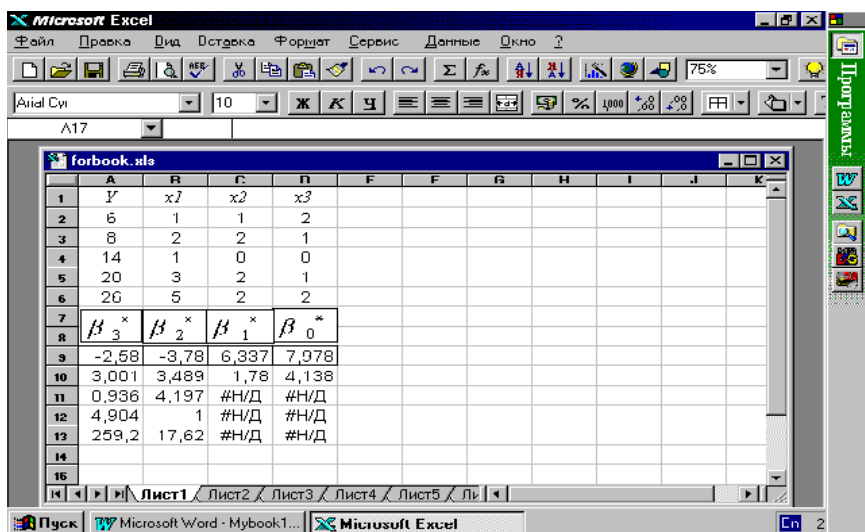 Microsoft Excel
Файл Правка Вид Вставка Формат Сервис Данные Окно ?
75%
Arial Cyr 10 Ж К Ч % 1,000
A17
forbook.xls
A B C D E F G H I J K
1 Y x1 x2 x3
2 6 1 1 2
3 8 2 2 1
4 14 1 0 0
5 20 3 2 1
6 26 5 2 2
7
8 β3* β2* β1* β0*
9 -2,58 -3,78 6,337 7,978
10 3,001 3,489 1,78 4,138
11 0,936 4,197 #Н/Д #Н/Д
12 4,904 1 #Н/Д #Н/Д
13 259,2 17,62 #Н/Д #Н/Д
14
15
Лист1 Лист2 Лист3 Лист4 Лист5 Ли
Пуск Microsoft Word - Mybook1... Microsoft Excel En 2
Программы